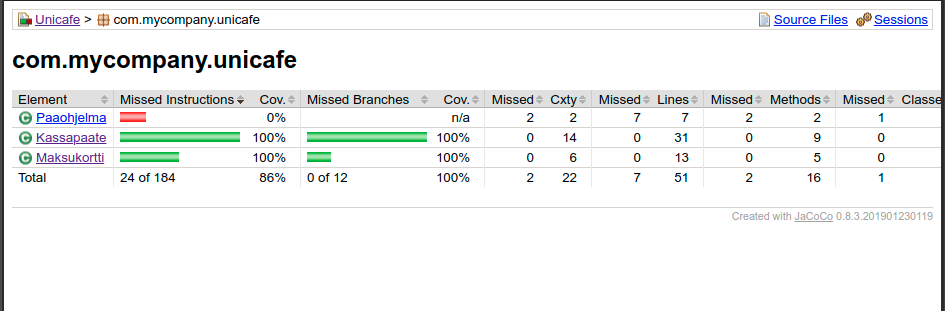 Unicafe > com.mycompany.unicafe Source Files Sessions
com.mycompany.unicafe
Element Missed Instructions Cov. Missed Branches Cov. Missed Cxty Missed Lines Missed Methods Missed Classe
Paaohjelma 0% n/a 2 2 7 7 2 2 1
Kassapaate 100% 100% 0 14 0 31 0 9 0
Maksukortti 100% 100% 0 6 0 13 0 5 0
Total 24 of 184 86% 0 of 12 100% 2 22 7 51 2 16 1
Created with JaCoCo 0.8.3.201901230119